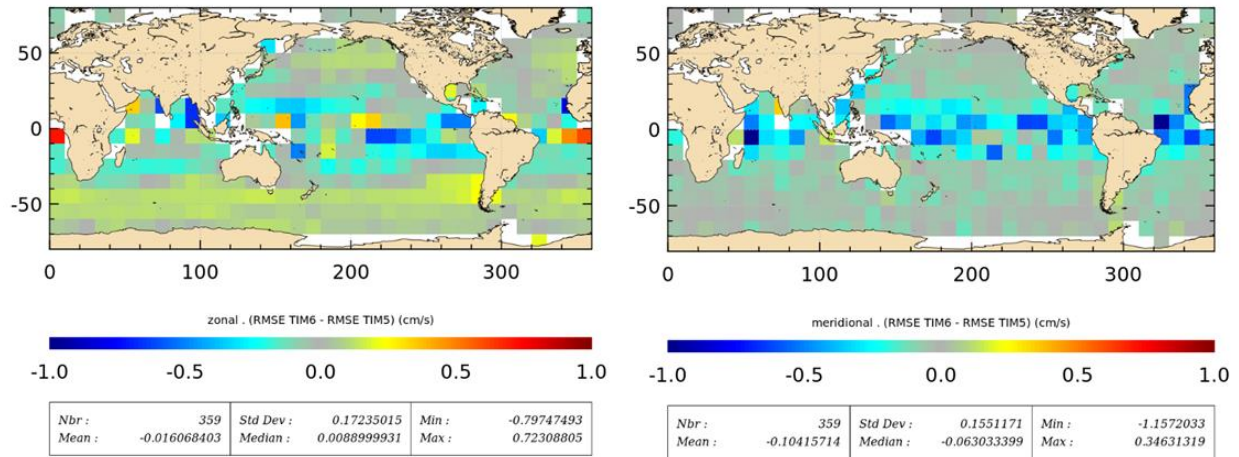 50
0
-50
0 100 200 300
zonal . (RMSE TIM6 - RMSE TIM5) (cm/s)
-1.0 -0.5 0.0 0.5 1.0
Nbr : 359 Std Dev : 0.17235015 Min : -0.79747493
Mean : -0.016068403 Median : 0.0088999931 Max : 0.72308805
50
0
-50
0 100 200 300
meridional . (RMSE TIM6 - RMSE TIM5) (cm/s)
-1.0 -0.5 0.0 0.5 1.0
Nbr : 359 Std Dev : 0.1551171 Min : -1.1572033
Mean : -0.10415714 Median : -0.063033399 Max : 0.34631319